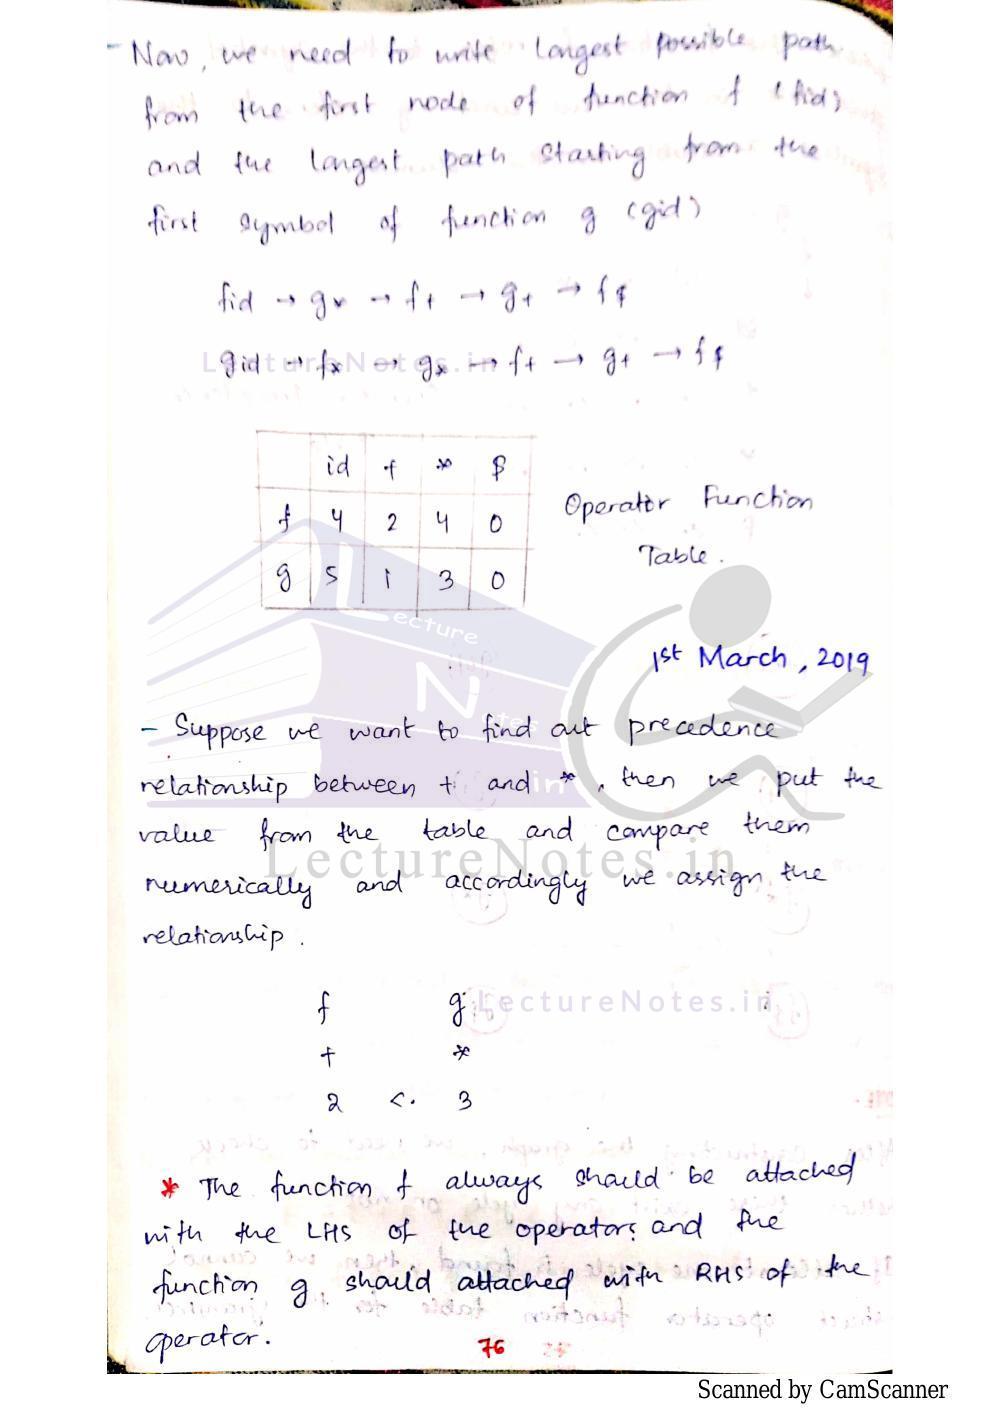 - Now, we need to write longest possible path
from the first node of function f (fid)
and the longest path starting from the
first symbol of function g (gid)
fid → g* → f+ → g+ → f$
gid → f* → g* → f+ → g+ → f$
LectureNotes.in
id + * $
f 4 2 4 0
g 5 1 3 0
Operator Function
Table.
Lecture
Notes
.in
1st March, 2019
- Suppose we want to find out precedence
relationship between + and *, then we put the
value from the table and compare them
LectureNotes.in
numerically and accordingly we assign the
relationship.
f g
LectureNotes.in
+ *
2 <. 3
* The function f always should be attached
with the LHS of the operators and the
function g should attached with RHS of the
operator.
76
Scanned by CamScanner